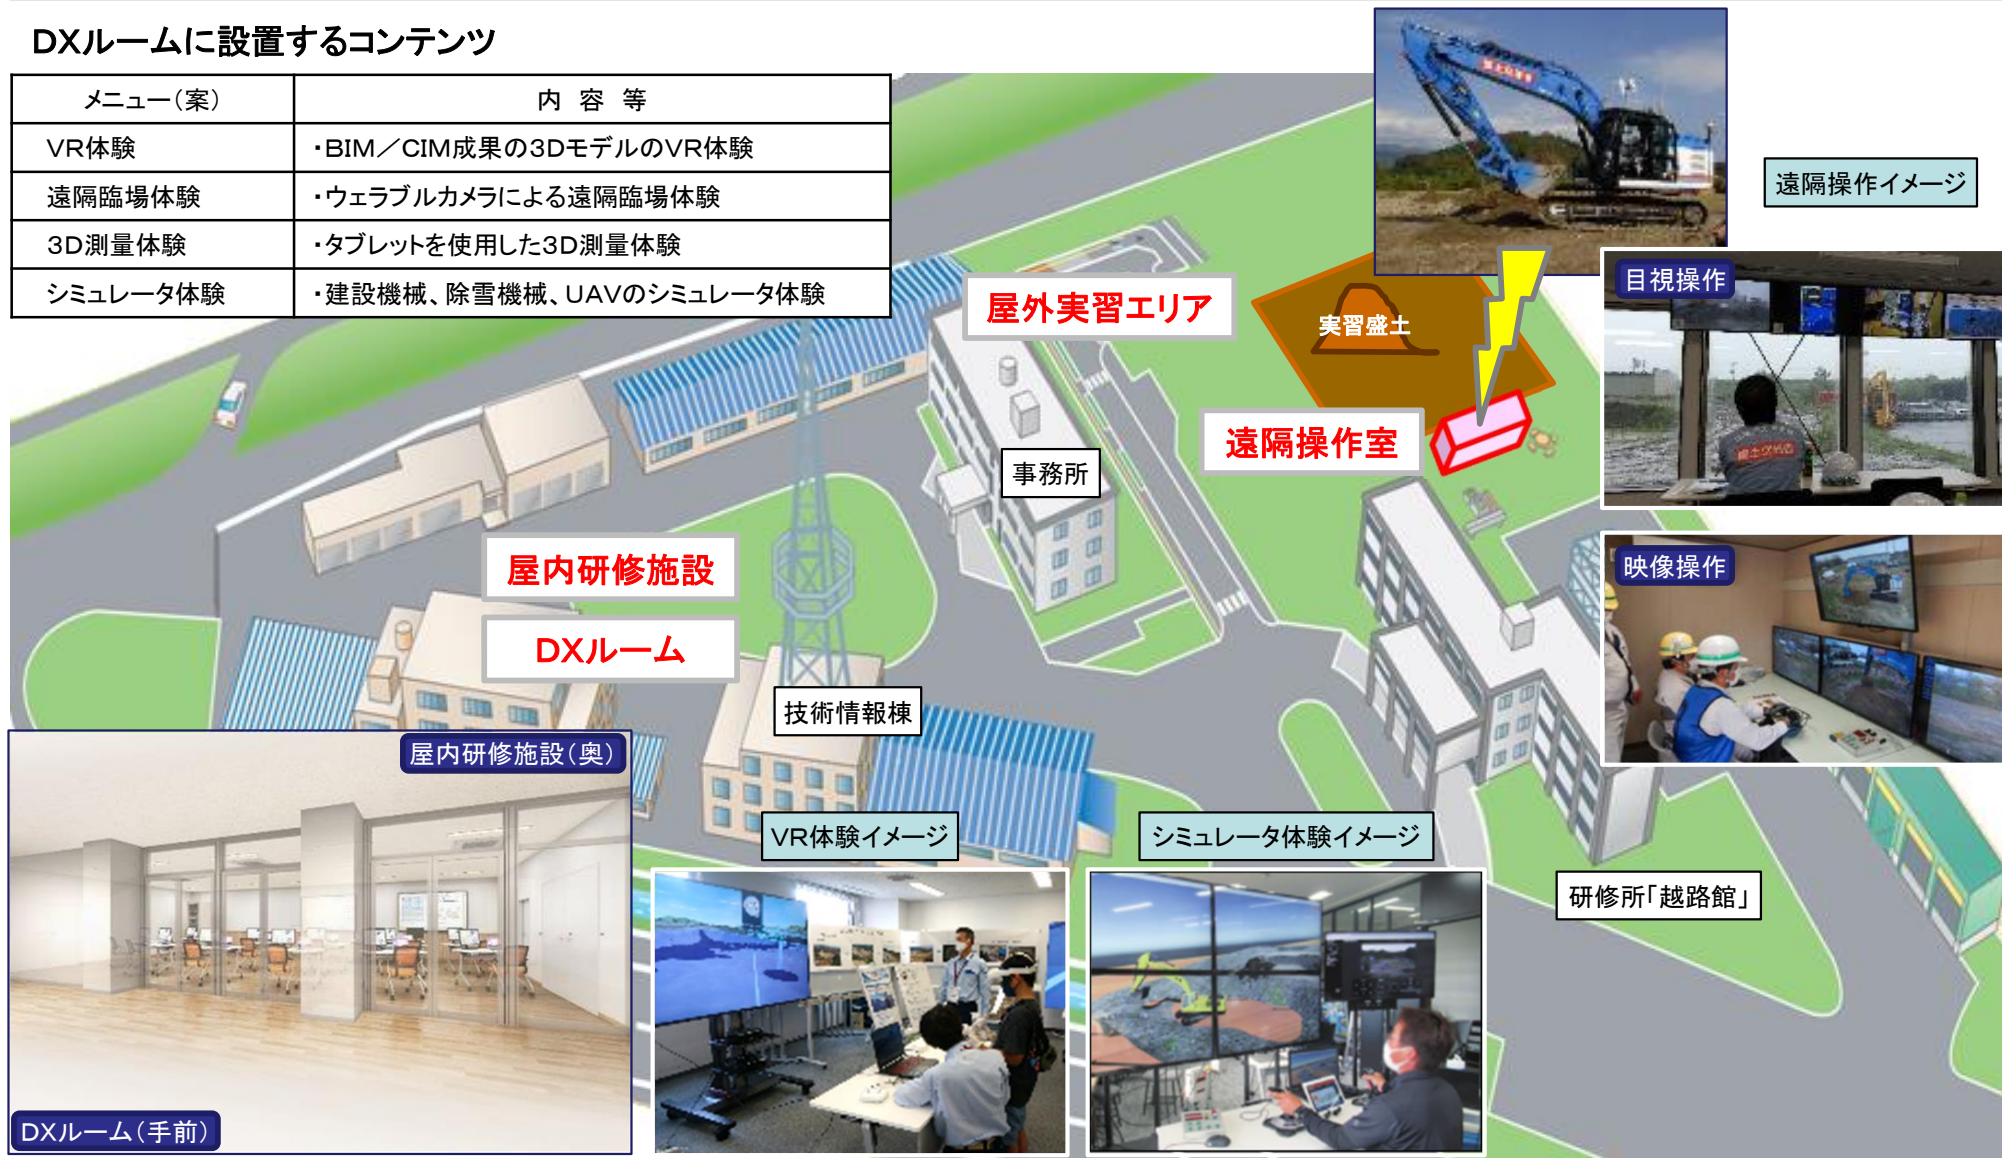 DXルームに設置するコンテンツ
メニュー（案）
内 容 等
VR体験
・BIM／CIM成果の3DモデルのVR体験
遠隔臨場体験
・ウェラブルカメラによる遠隔臨場体験
3D測量体験
・タブレットを使用した3D測量体験
シミュレータ体験
・建設機械、除雪機械、UAVのシミュレータ体験
遠隔操作イメージ
屋外実習エリア
実習盛土
目視操作
遠隔操作室
事務所
映像操作
屋内研修施設
DXルーム
技術情報棟
屋内研修施設（奥）
VR体験イメージ
シミュレータ体験イメージ
研修所「越路館」
DXルーム（手前）